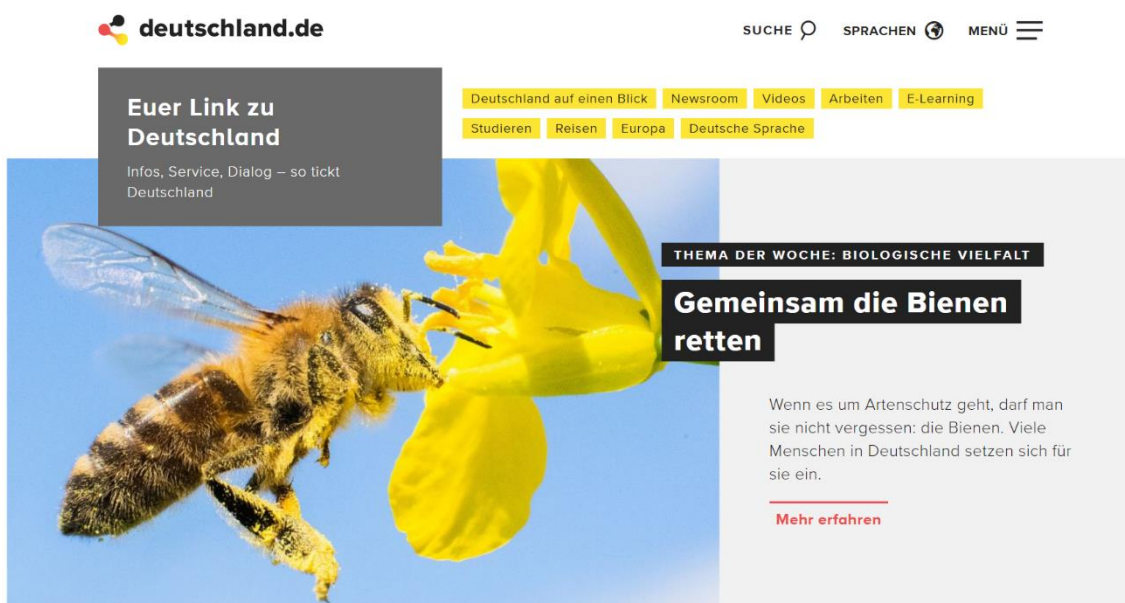 deutschland.de
SUCHE
SPRACHEN
MENÜ
Euer Link zu
Deutschland
Infos, Service, Dialog – so tickt
Deutschland
Deutschland auf einen Blick
Newsroom
Videos
Arbeiten
E-Learning
Studieren
Reisen
Europa
Deutsche Sprache
THEMA DER WOCHE: BIOLOGISCHE VIELFALT
Gemeinsam die Bienen
retten
Wenn es um Artenschutz geht, darf man
sie nicht vergessen: die Bienen. Viele
Menschen in Deutschland setzen sich für
sie ein.
Mehr erfahren